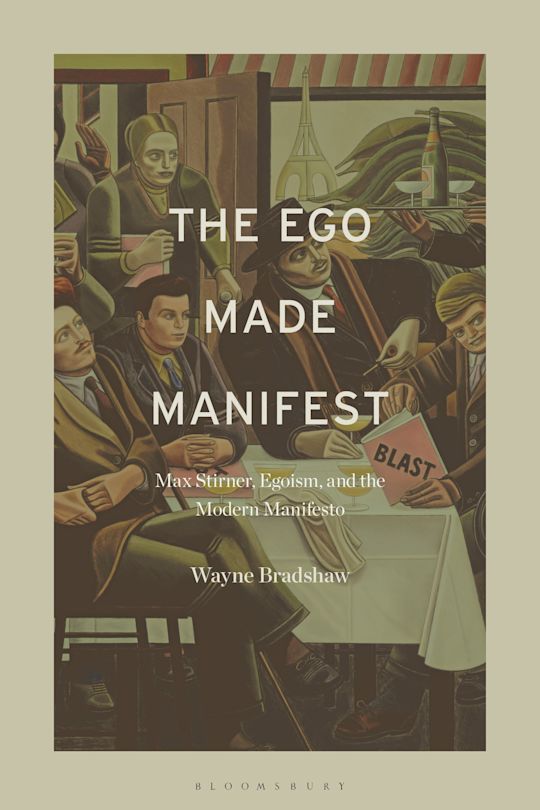 THE EGO
MADE
MANIFEST
BLAST
Max Stirner, Egoism, and the
Modern Manifesto
Wayne Bradshaw
BLOOMSBURY